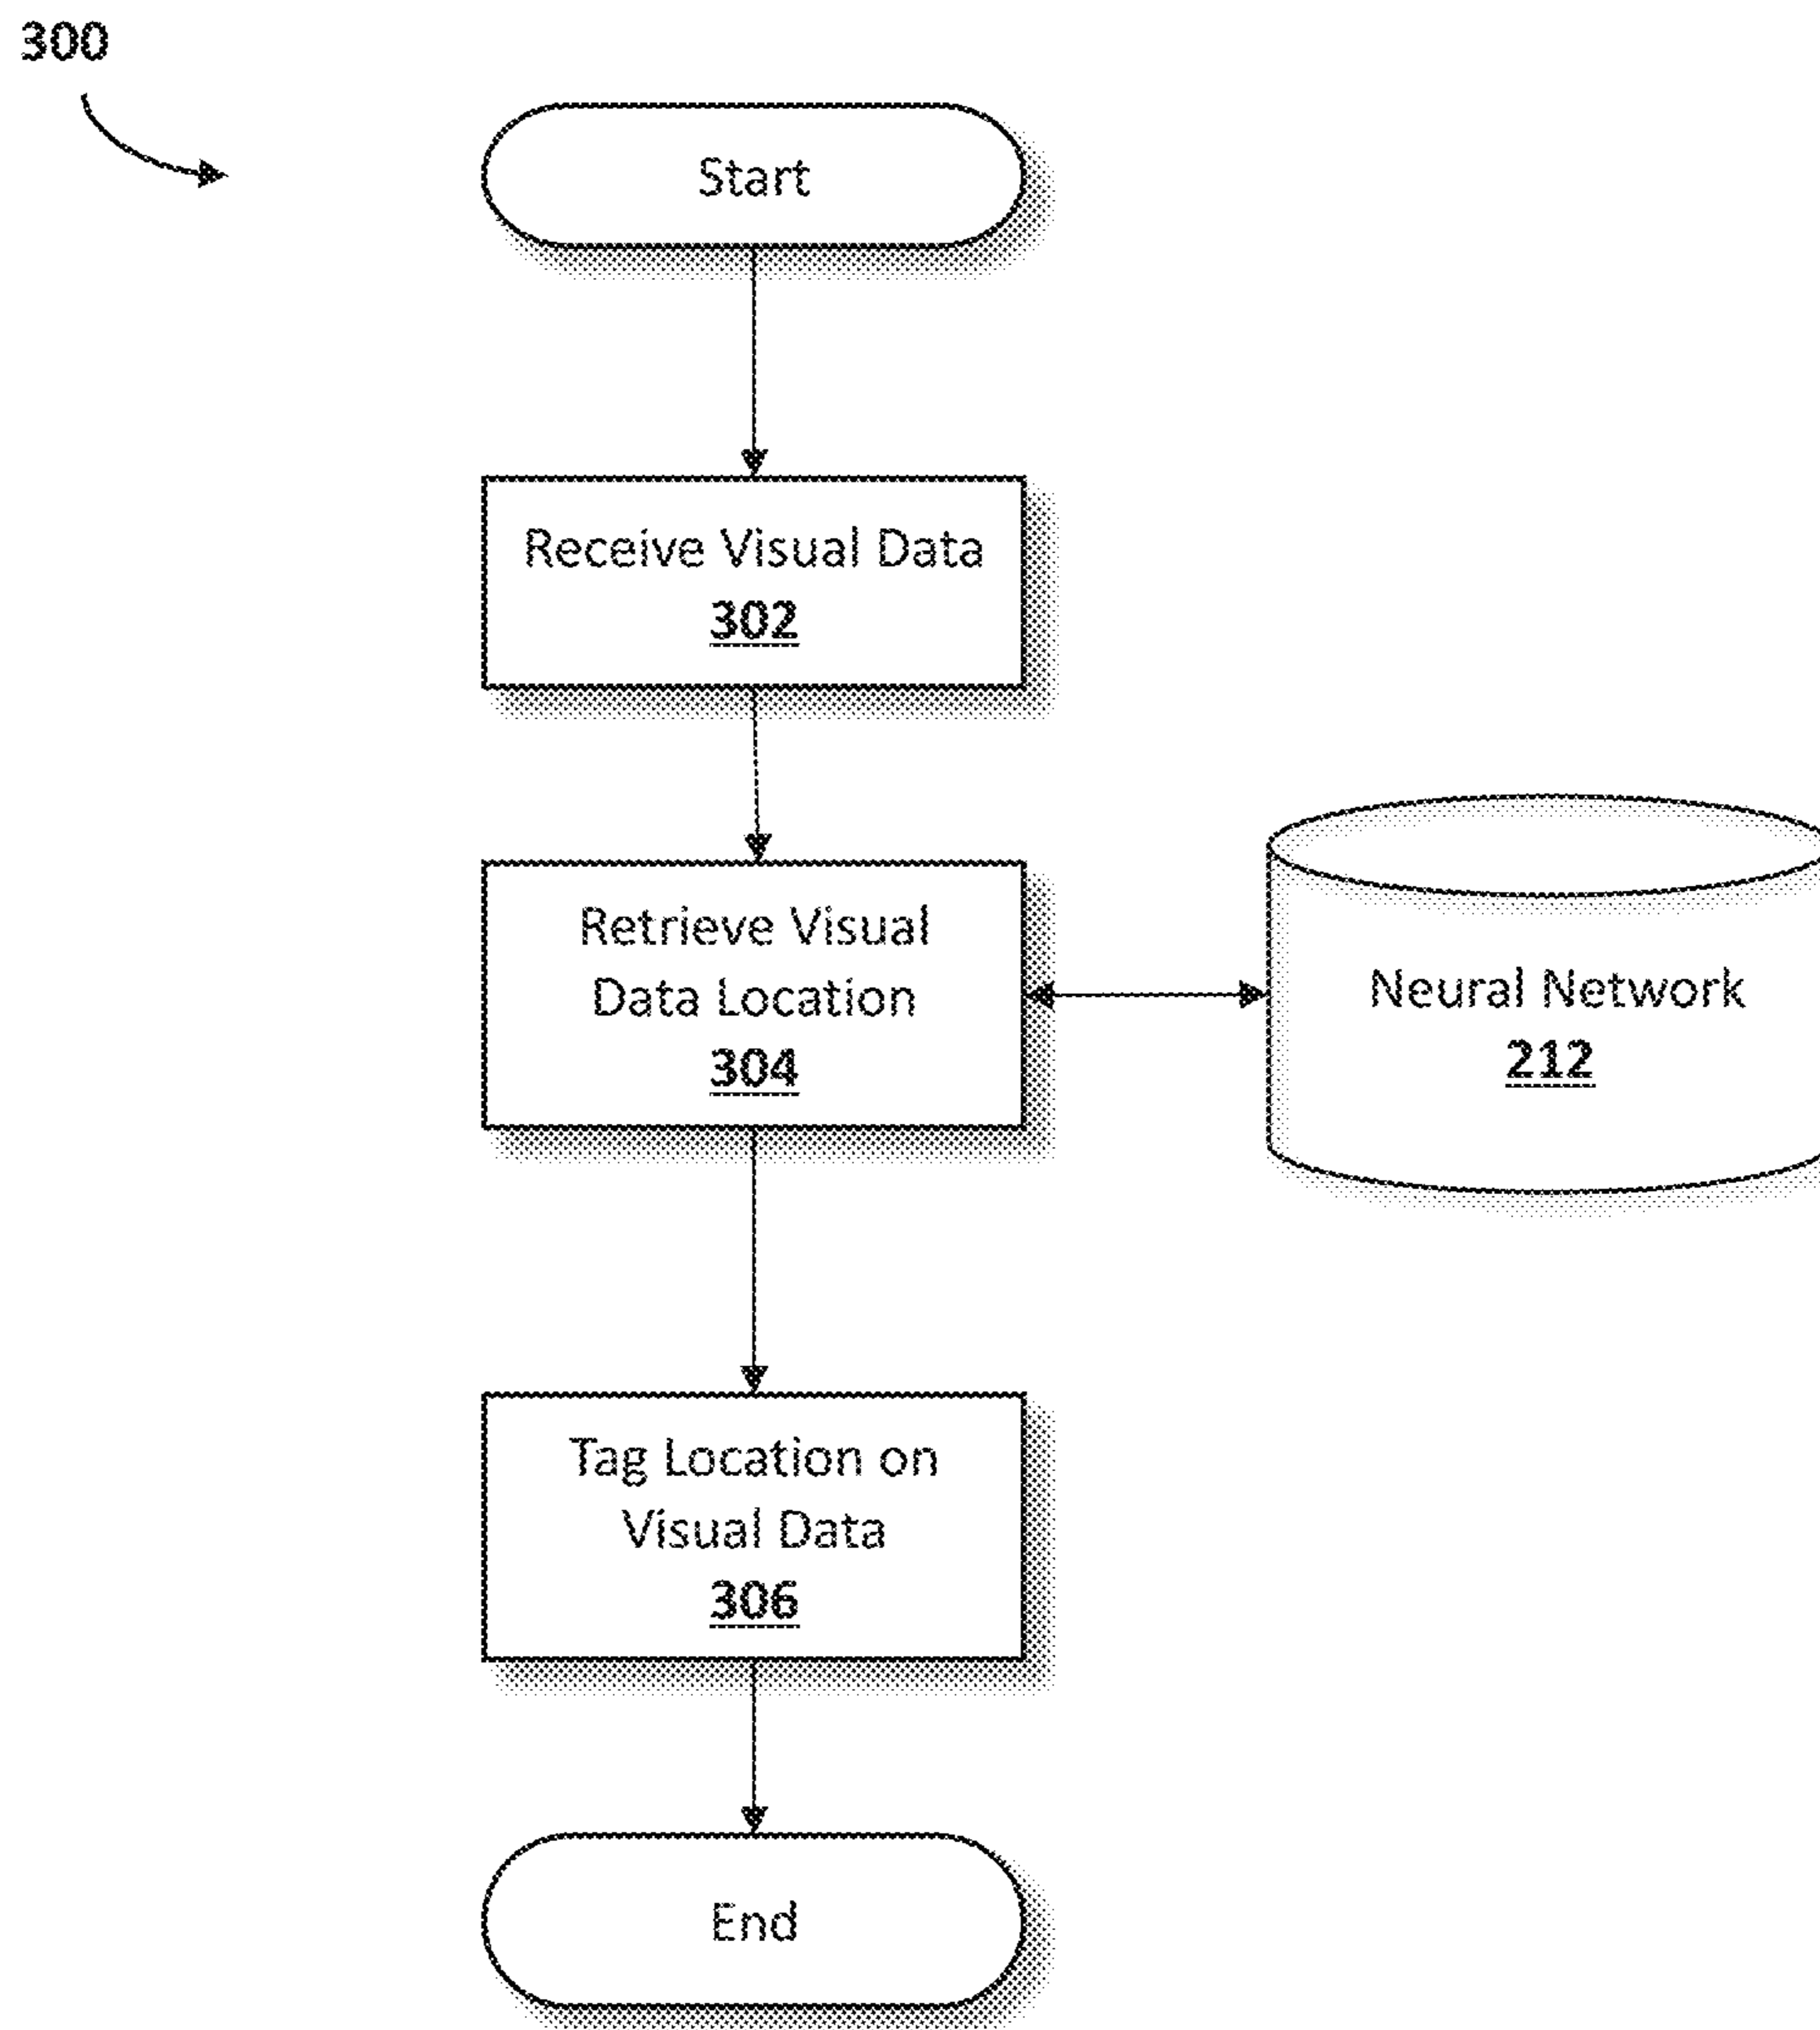 300
Start
Receive Visual Data
302
Retrieve Visual
Data Location
304
Neural Network
212
Tag Location on
Visual Data
306
End